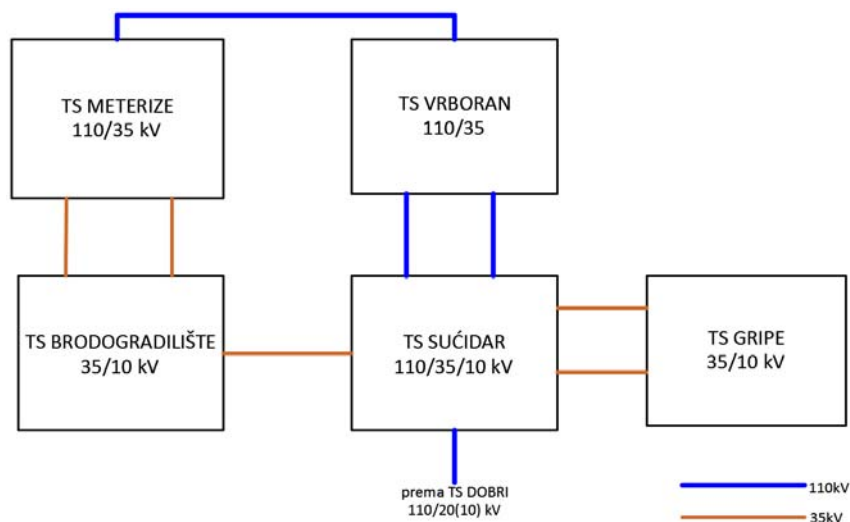 TS METERIZE
110/35 kV
TS VRBORAN
110/35
TS BRODOGRADILIŠTE
35/10 kV
TS SUĆIDAR
110/35/10 kV
TS GRIPE
35/10 kV
prema TS DOBRI
110/20(10) kV
110kV
35kV